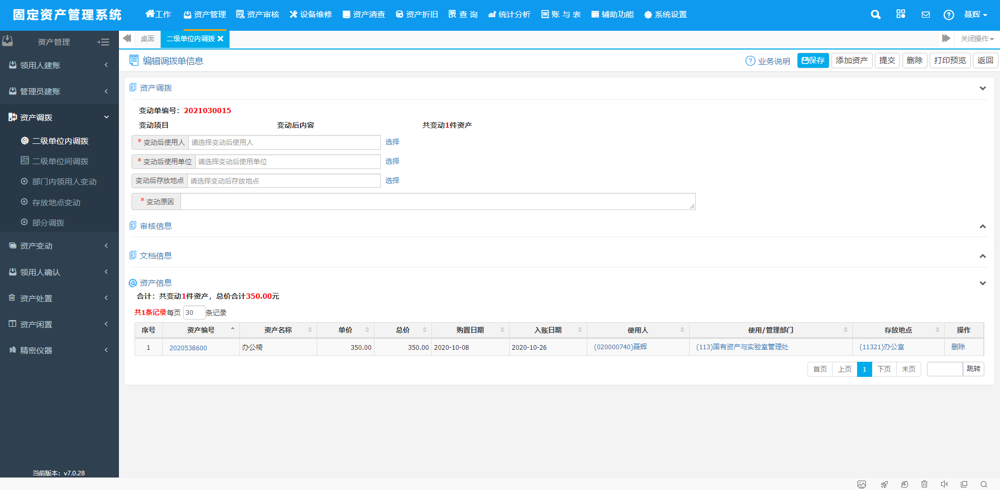 固定资产管理系统
工作 资产管理 资产审核 设备维修 资产清查 资产折旧 查 询 统计分析 账 与 表 辅助功能 系统设置 聂辉
资产管理
桌面 二级单位内调拨 关闭操作
编辑调拨单信息 业务说明 保存 添加资产 提交 删除 打印预览 返回
领用人建账
管理员建账
资产调拨
二级单位内调拨
二级单位间调拨
部门内领用人变动
存放地点变动
部分调拨
资产变动
领用人确认
资产处置
资产闲置
精密仪器
当前版本：v7.0.28
资产调拨
变动单编号：2021030015
变动项目 变动后内容 共变动1件资产
* 变动后使用人 请选择变动后使用人 选择
* 变动后使用单位 请选择变动后使用单位 选择
变动后存放地点 请选择变动后存放地点 选择
* 变动原因
审核信息
文档信息
资产信息
合计：共变动1件资产，总价合计350.00元
共1条记录每页 30 条记录
序号 资产编号 资产名称 单价 总价 购置日期 入账日期 使用人 使用/管理部门 存放地点 操作
1 2020538600 办公椅 350.00 350.00 2020-10-08 2020-10-26 (020000740)聂辉 (113)国有资产与实验室管理处 (11321)办公室 删除
首页 上页 1 下页 末页 跳转